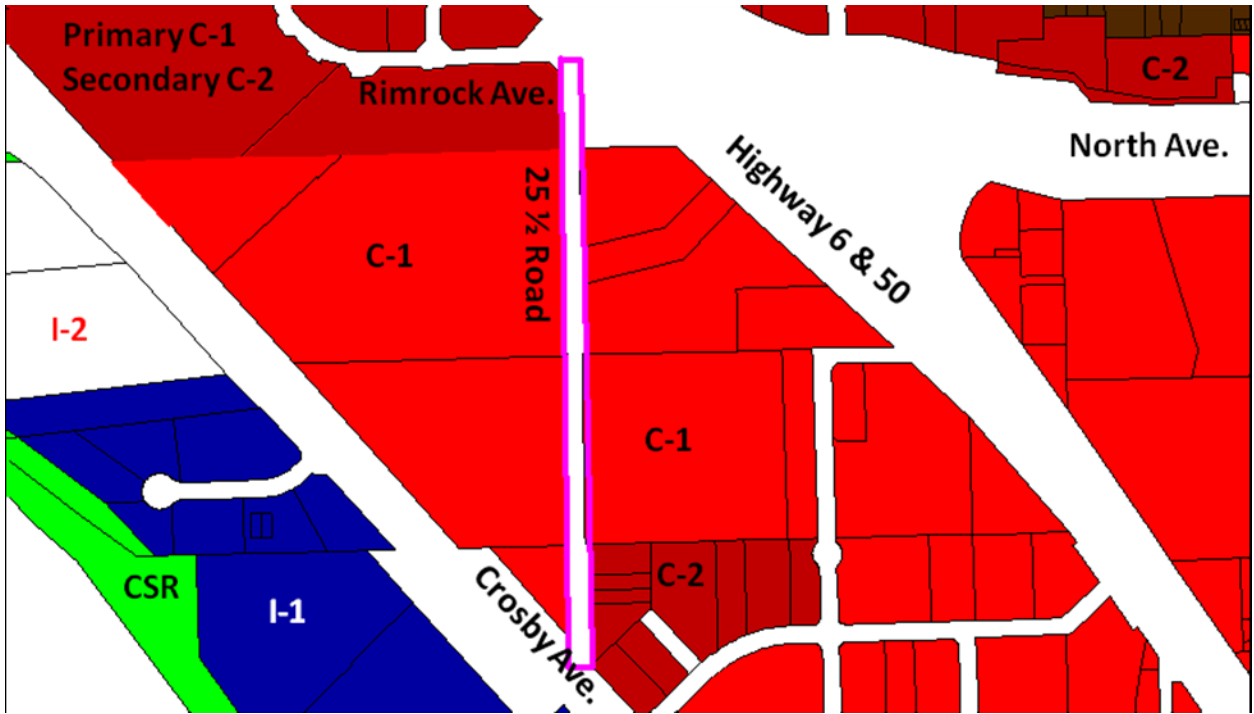 Primary C-1
Secondary C-2
Rimrock Ave.
C-2
North Ave.
Highway 6 & 50
25 ½ Road
C-1
I-2
C-1
C-2
CSR
I-1
Crosby Ave.